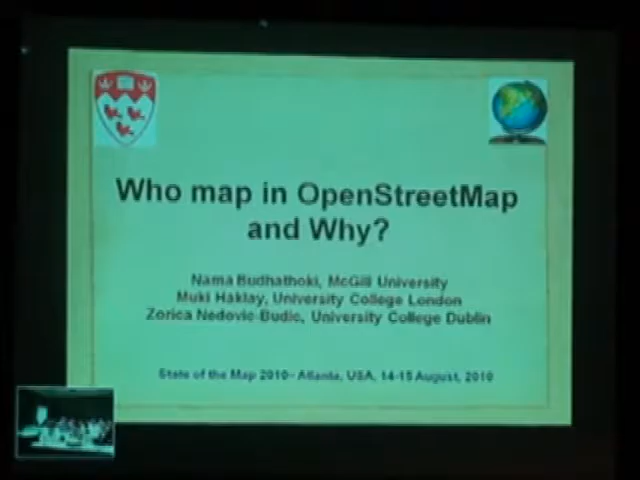 Who map in OpenStreetMap
and Why?
Nama Budhathoki, McGill University
Muki Haklay, University College London
Zorica Nedovic-Budic, University College Dublin
State of the Map 2010- Atlanta, USA, 14-15 August, 2010